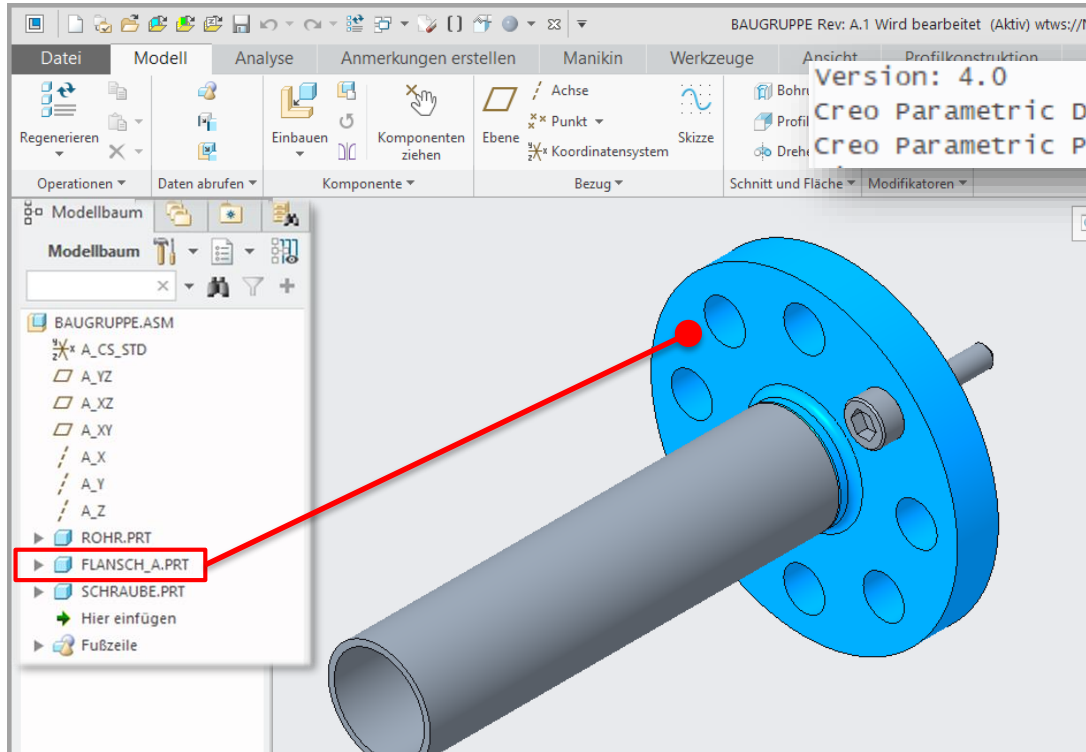 BAUGRUPPE Rev: A.1 Wird bearbeitet (Aktiv)
Datei Modell Analyse Anmerkungen erstellen Manikin Werkzeuge Ansicht Profilkonstruktion
Version: 4.0
Creo Parametric
Creo Parametric
Regenerieren
Einbauen
Komponenten
ziehen
Ebene
Achse
Punkt
Koordinatensystem
Skizze
Operationen
Daten abrufen
Komponente
Bezug
Schnitt und Fläche
Modifikatoren
Modellbaum
Modellbaum
BAUGRUPPE.ASM
A_CS_STD
A_YZ
A_XZ
A_XY
A_X
A_Y
A_Z
ROHR.PRT
FLANSCH_A.PRT
SCHRAUBE.PRT
Hier einfügen
Fußzeile